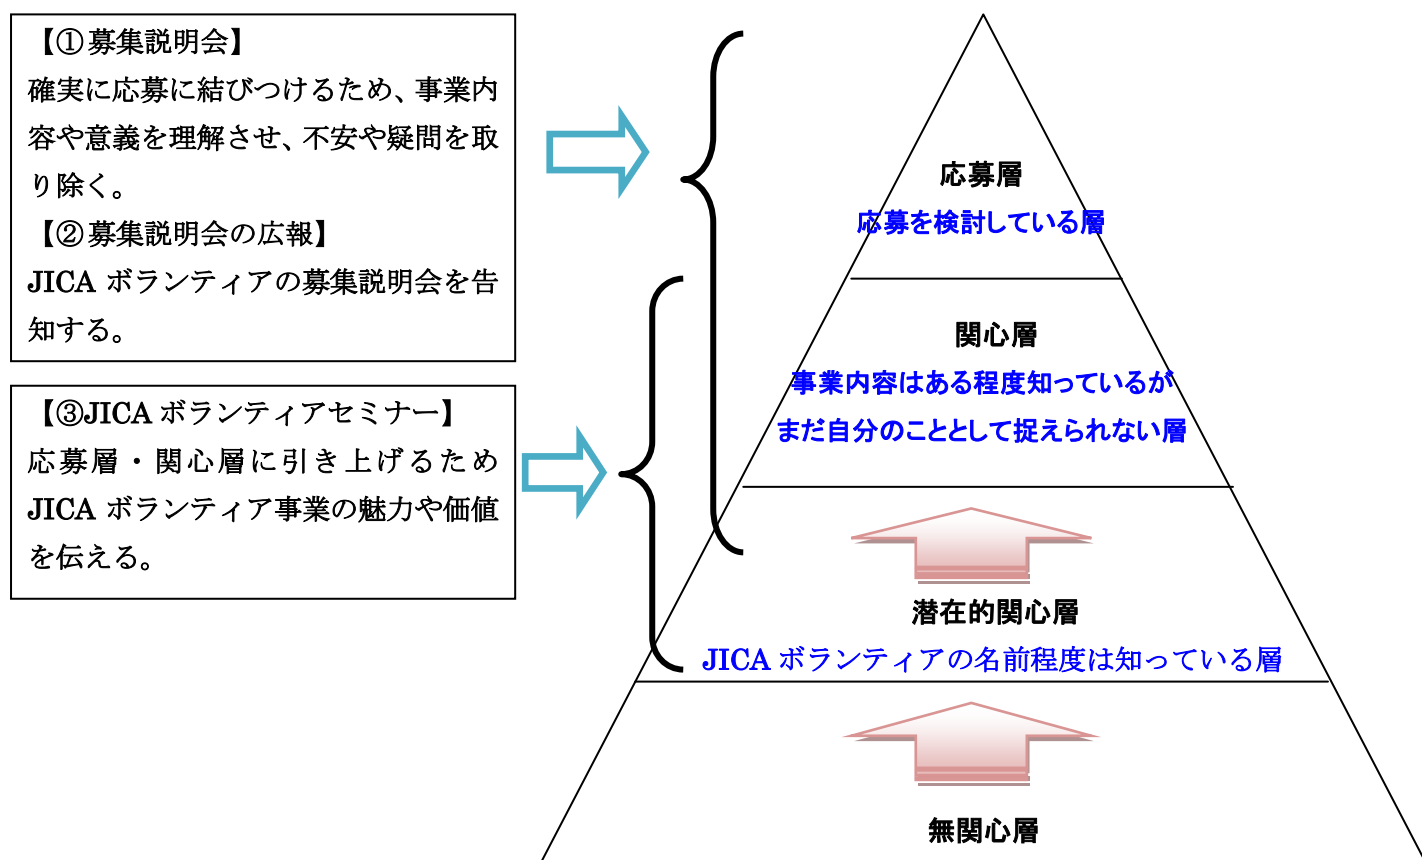 【①募集説明会】
確実に応募に結びつけるため、事業内
容や意義を理解させ、不安や疑問を取
り除く。
【②募集説明会の広報】
JICA ボランティアの募集説明会を告
知する。
【③JICA ボランティアセミナー】
応募層・関心層に引き上げるため
JICA ボランティア事業の魅力や価値
を伝える。
応募層
応募を検討している層
関心層
事業内容はある程度知っているが
まだ自分のこととして捉えられない層
潜在的関心層
JICA ボランティアの名前程度は知っている層
無関心層